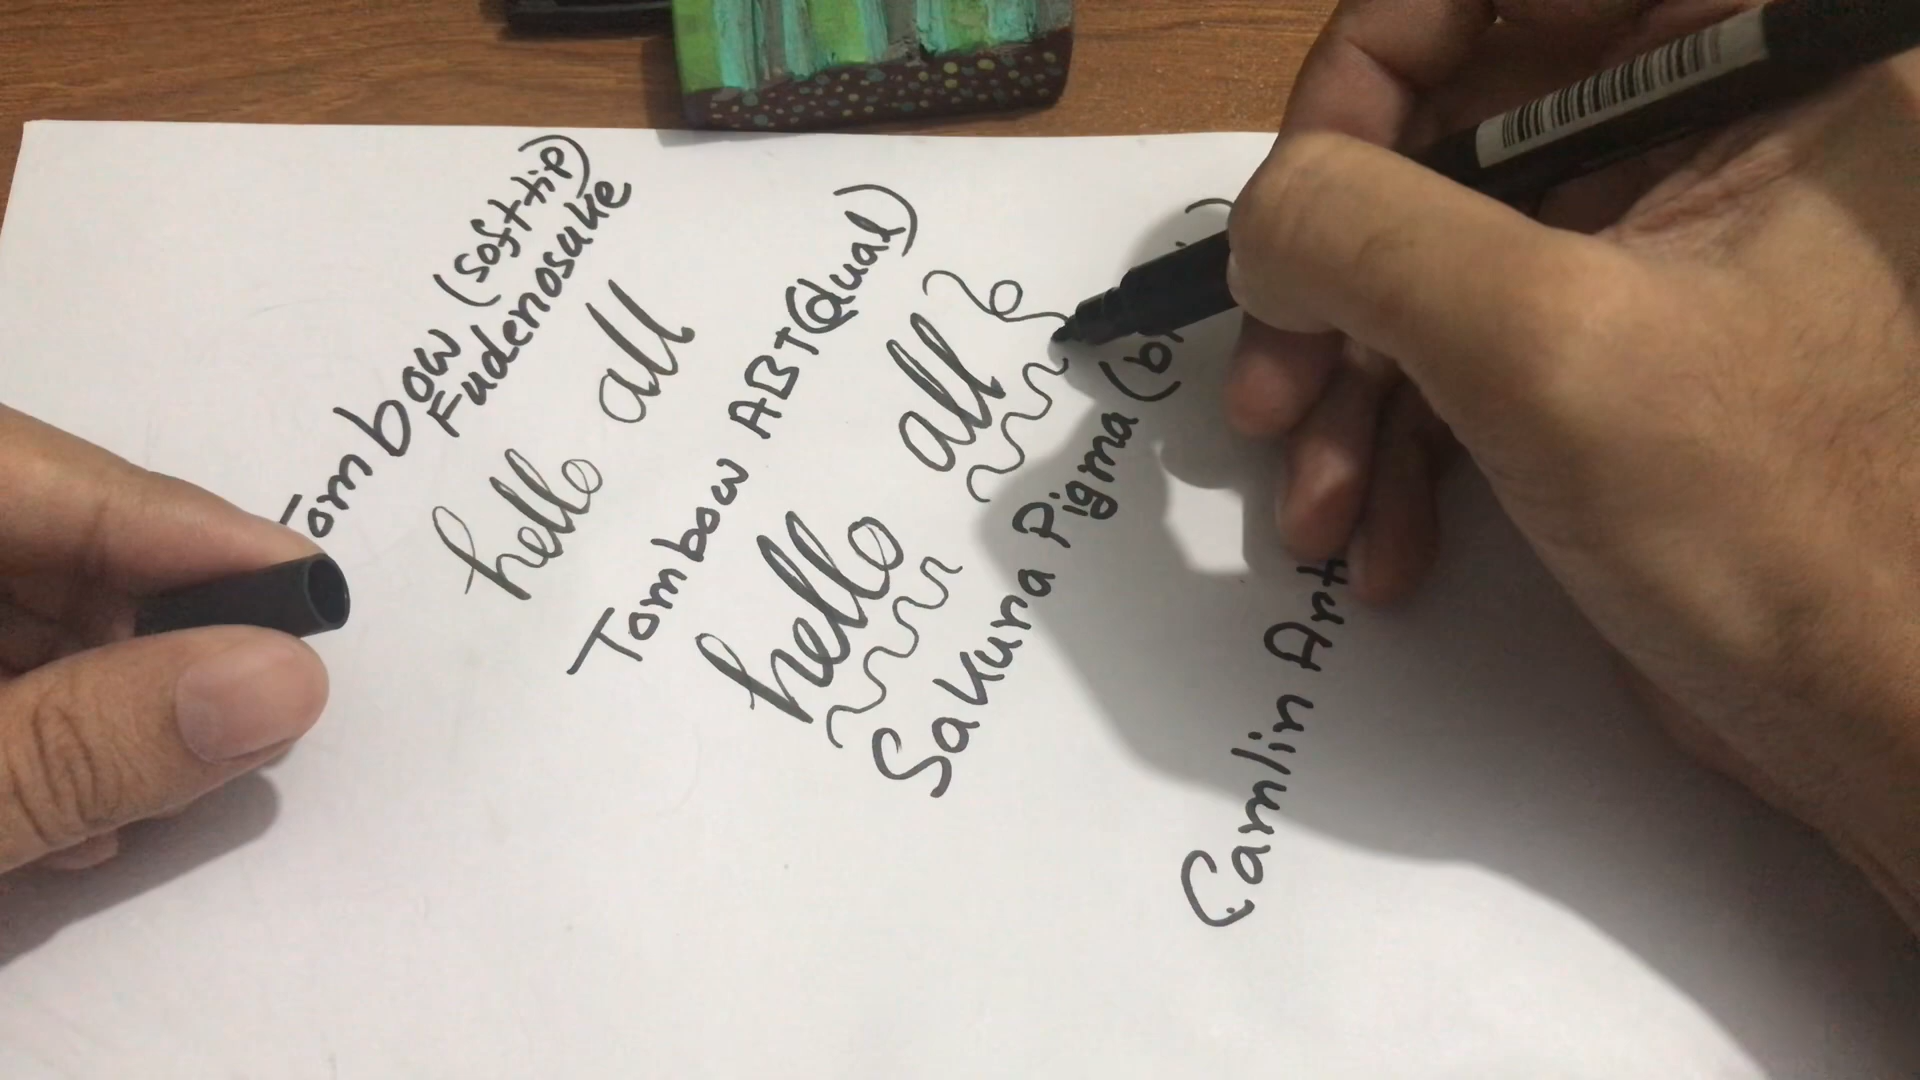 Tombow (soft tip)
Fudenosuke
hello all
Tombow ABT (dual)
hello all
Sakura Pigma
Camlin